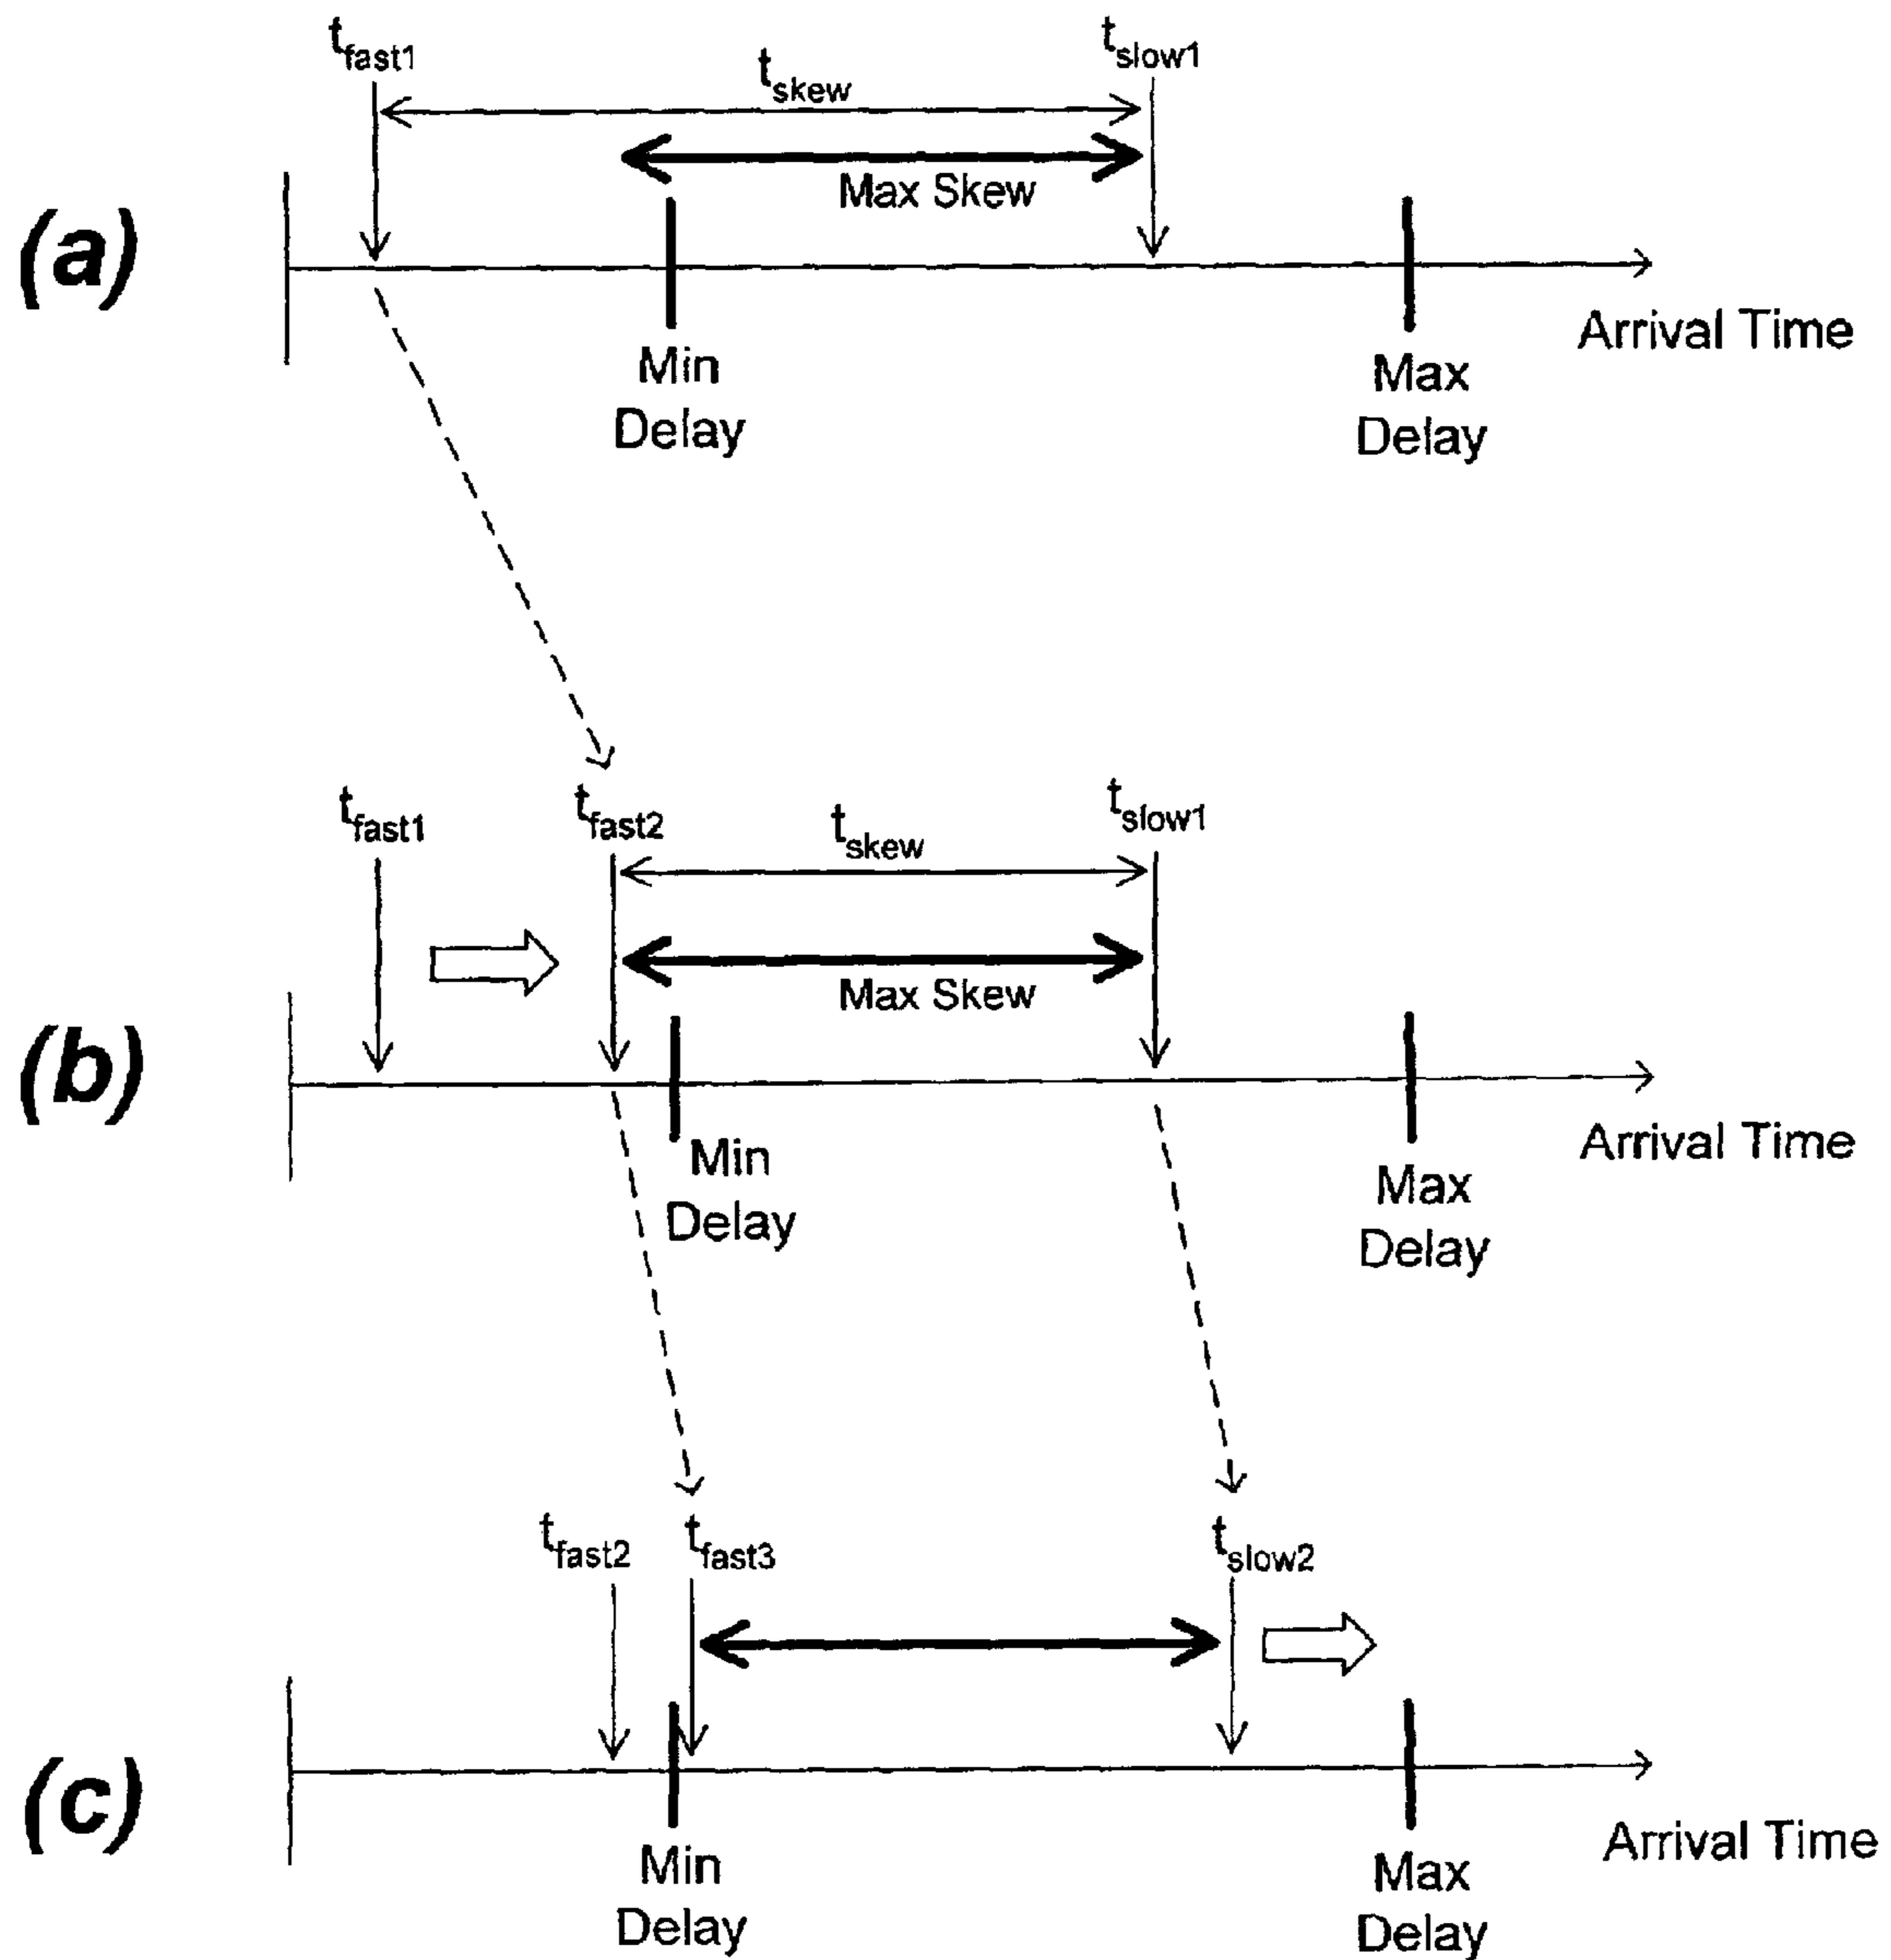 t_fast1
t_slow1
t_skew
Max Skew
(a)
Arrival Time
Min
Delay
Max
Delay
t_fast1
t_fast2
t_skew
t_slow1
Max Skew
(b)
Arrival Time
Min
Delay
Max
Delay
t_fast2
t_fast3
t_slow2
(c)
Arrival Time
Min
Delay
Max
Delay